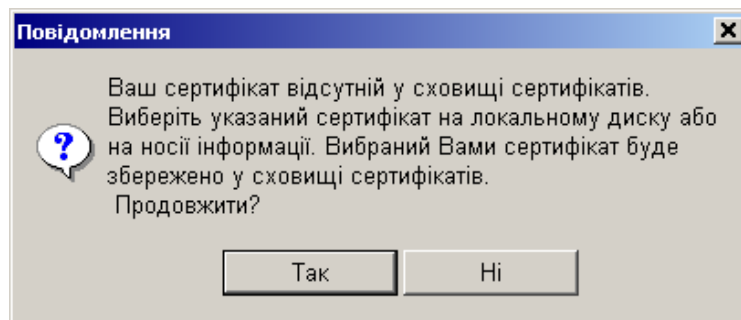 Повідомлення
Ваш сертифікат відсутній у сховищі сертифікатів.
Виберіть указаний сертифікат на локальному диску або
на носії інформації. Вибраний Вами сертифікат буде
збережено у сховищі сертифікатів.
Продовжити?
Так
Ні